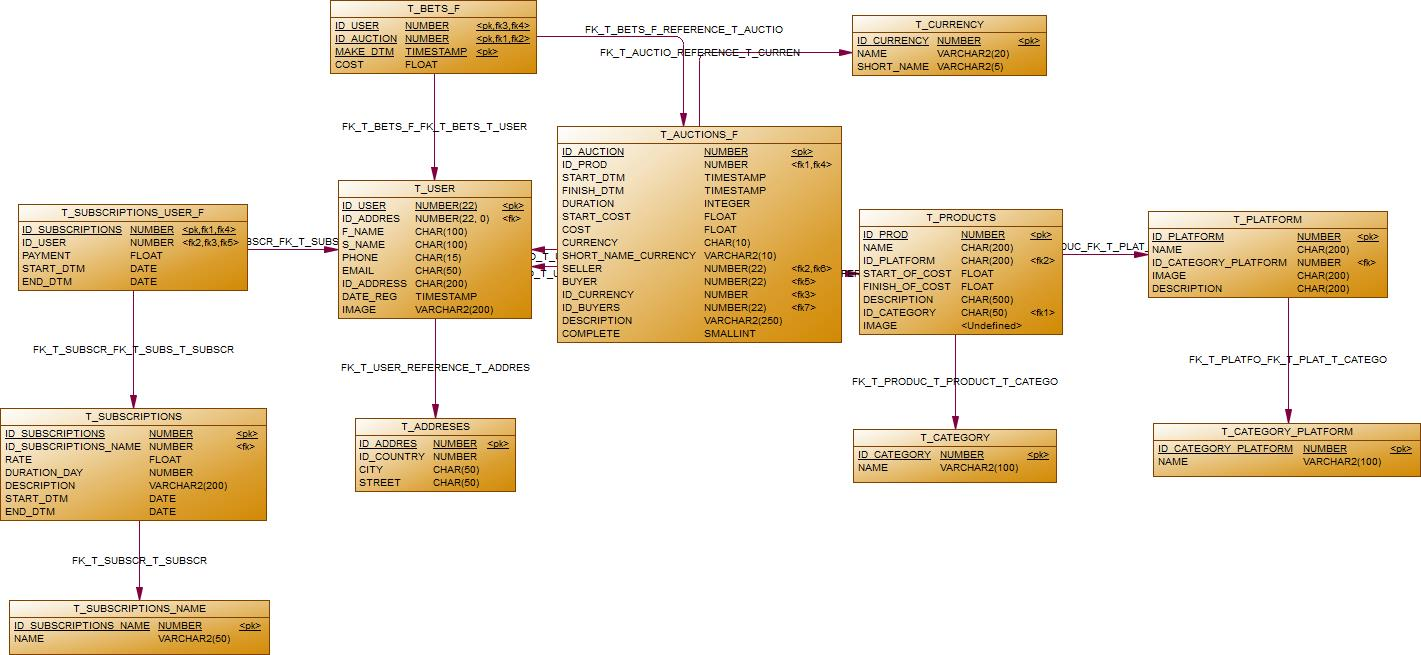 T_BETS_F
ID_USER NUMBER <pk,fk3,fk4>
ID_AUCTION NUMBER <pk,fk1,fk2>
MAKE_DTM TIMESTAMP <pk>
COST FLOAT
FK_T_BETS_F_REFERENCE_T_AUCTIO
FK_T_AUCTIO_REFERENCE_T_CURREN
T_CURRENCY
ID_CURRENCY NUMBER <pk>
NAME VARCHAR2(20)
SHORT_NAME VARCHAR2(5)
FK_T_BETS_F_FK_T_BETS_T_USER
T_AUCTIONS_F
ID_AUCTION NUMBER <pk>
ID_PROD NUMBER <fk1,fk4>
START_DTM TIMESTAMP
FINISH_DTM TIMESTAMP
DURATION INTEGER
START_COST FLOAT
COST FLOAT
CURRENCY CHAR(10)
SHORT_NAME_CURRENCY VARCHAR2(10)
SELLER NUMBER(22) <fk2,fk6>
BUYER NUMBER(22) <fk5>
ID_CURRENCY NUMBER <fk3>
ID_BUYERS NUMBER(22) <fk7>
DESCRIPTION VARCHAR2(250)
COMPLETE SMALLINT
T_USER
ID_USER NUMBER(22) <pk>
ID_ADDRES NUMBER(22, 0) <fk>
F_NAME CHAR(100)
S_NAME CHAR(100)
PHONE CHAR(15)
EMAIL CHAR(50)
ID_ADDRESS CHAR(200)
DATE_REG TIMESTAMP
IMAGE VARCHAR2(200)
T_SUBSCRIPTIONS_USER_F
ID_SUBSCRIPTIONS NUMBER <pk,fk1,fk4>
ID_USER NUMBER <fk2,fk3,fk5>
PAYMENT FLOAT
START_DTM DATE
END_DTM DATE
BSCR_FK_T_SUBS
T_PRODUCTS
ID_PROD NUMBER <pk>
NAME CHAR(200)
ID_PLATFORM CHAR(200) <fk2>
START_OF_COST FLOAT
FINISH_OF_COST FLOAT
DESCRIPTION CHAR(500)
ID_CATEGORY CHAR(50) <fk1>
IMAGE <Undefined>
DUC_FK_T_PLAT_
T_PLATFORM
ID_PLATFORM NUMBER <pk>
NAME CHAR(200)
ID_CATEGORY_PLATFORM NUMBER <fk>
IMAGE CHAR(200)
DESCRIPTION CHAR(200)
FK_T_SUBSCR_FK_T_SUBS_T_SUBSCR
FK_T_USER_REFERENCE_T_ADDRES
FK_T_PRODUC_T_PRODUCT_T_CATEGO
FK_T_PLATFO_FK_T_PLAT_T_CATEGO
T_SUBSCRIPTIONS
ID_SUBSCRIPTIONS NUMBER <pk>
ID_SUBSCRIPTIONS_NAME NUMBER <fk>
RATE FLOAT
DURATION_DAY NUMBER
DESCRIPTION VARCHAR2(200)
START_DTM DATE
END_DTM DATE
T_ADDRESES
ID_ADDRES NUMBER <pk>
ID_COUNTRY NUMBER
CITY CHAR(50)
STREET CHAR(50)
T_CATEGORY
ID_CATEGORY NUMBER <pk>
NAME VARCHAR2(100)
T_CATEGORY_PLATFORM
ID_CATEGORY_PLATFORM NUMBER <pk>
NAME VARCHAR2(100)
FK_T_SUBSCR_T_SUBSCR
T_SUBSCRIPTIONS_NAME
ID_SUBSCRIPTIONS_NAME NUMBER <pk>
NAME VARCHAR2(50)